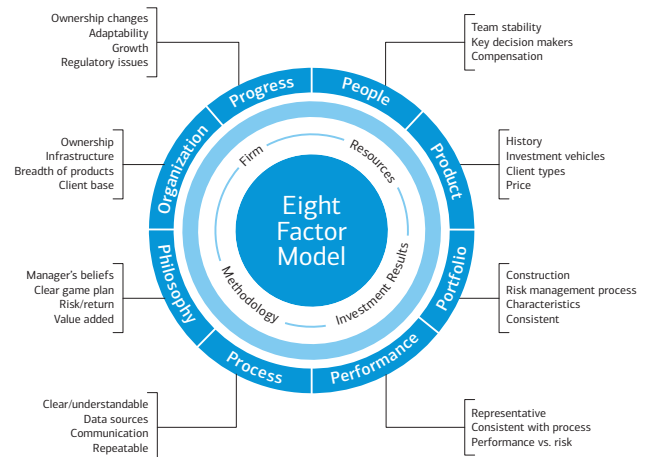 Ownership changes
Adaptability
Growth
Regulatory issues
Team stability
Key decision makers
Compensation
Progress
People
Ownership
Infrastructure
Breadth of products
Client base
Organization
Product
History
Investment vehicles
Client types
Price
Firm
Resources
Eight
Factor
Model
Methodology
Investment Results
Manager's beliefs
Clear game plan
Risk/return
Value added
Philosophy
Portfolio
Construction
Risk management process
Characteristics
Consistent
Process
Performance
Clear/understandable
Data sources
Communication
Repeatable
Representative
Consistent with process
Performance vs. risk